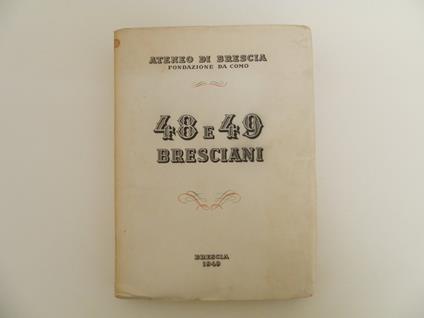 ATENEO DI BRESCIA
FONDAZIONE DA COMO
48 E 49
BRESCIANI
BRESCIA
1949